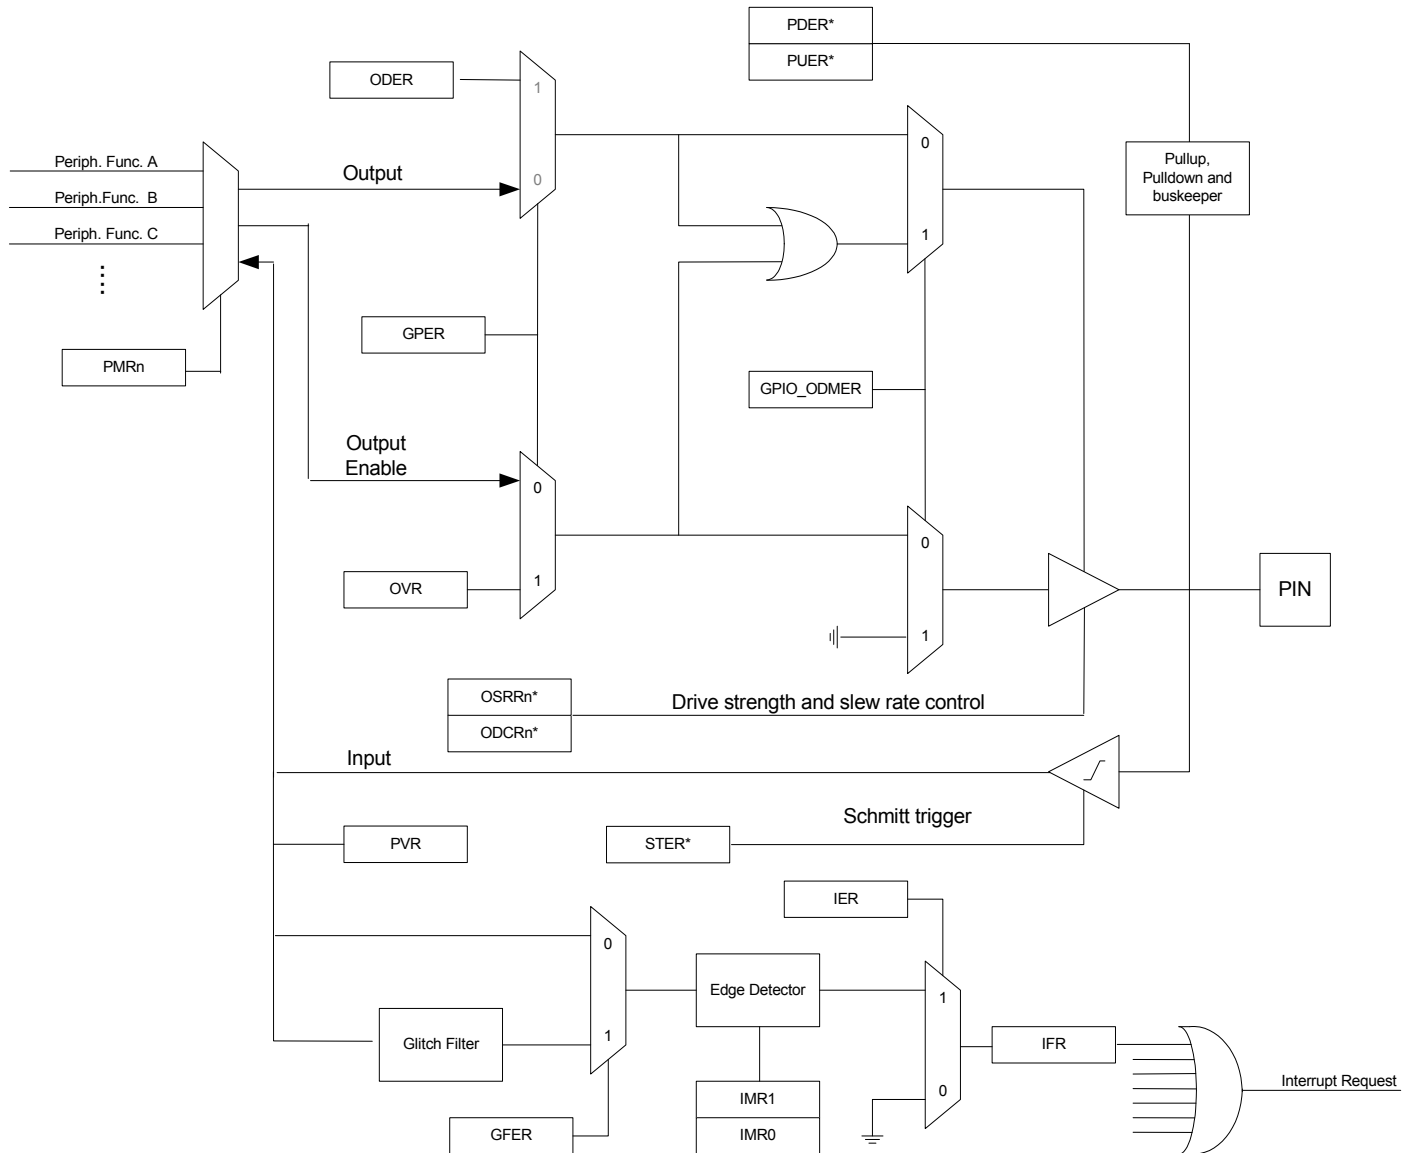 PDER*
PUER*
ODER
1
0
Periph. Func. A
Periph.Func.  B
Periph. Func. C
Output
0
1
Pullup,
Pulldown and
buskeeper
GPER
PMRn
GPIO_ODMER
Output
Enable
0
1
OVR
0
1
PIN
OSRRn*
ODCRn*
Drive strength and slew rate control
Input
Schmitt trigger
PVR
STER*
IER
0
1
Edge Detector
Glitch Filter
1
0
IFR
Interrupt Request
IMR1
IMR0
GFER